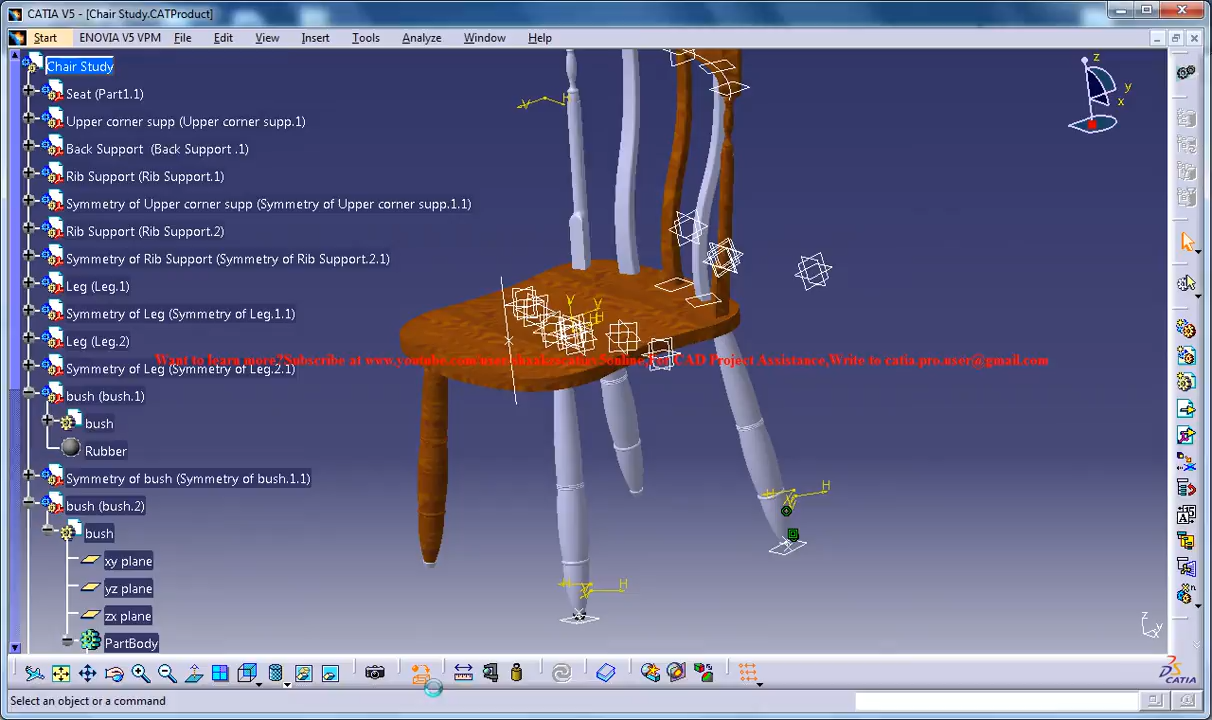 CATIA V5 - [Chair Study.CATProduct]
Start ENOVIA V5 VPM File Edit View Insert Tools Analyze Window Help
Chair Study
Seat (Part1.1)
Upper corner supp (Upper corner supp.1)
Back Support (Back Support .1)
Rib Support (Rib Support.1)
Symmetry of Upper corner supp (Symmetry of Upper corner supp.1.1)
Rib Support (Rib Support.2)
Symmetry of Rib Support (Symmetry of Rib Support.2.1)
Leg (Leg.1)
Symmetry of Leg (Symmetry of Leg.1.1)
Leg (Leg.2)
Want to learn more?Subscribe at www.youtube.com/user/shaakeecatiav5online,For CAD Project Assistance,Write to catia.pro.user@gmail.com
Symmetry of Leg (Symmetry of Leg.2.1)
bush (bush.1)
bush
Rubber
Symmetry of bush (Symmetry of bush.1.1)
bush (bush.2)
bush
xy plane
yz plane
zx plane
PartBody
z
y
x
H
H
H
V
z
y
x
CATIA
Select an object or a command